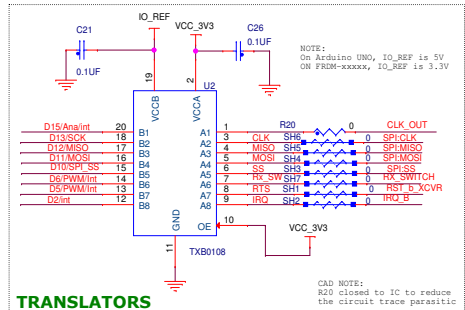 IO_REF
C21
VCC_3V3
C26
0.1UF
0.1UF
NOTE:
On Arduino UNO, IO_REF is 5V
ON FRDM-xxxxx, IO_REF is 3.3V
19
2
U2
VCCB
VCCA
D15/Ana/int 20 B1 A1 1 R20 0 CLK_OUT
D13/SCK 18 B2 A2 3 CLK SH6 0 SPI:CLK
D12/MISO 17 B3 A3 4 MISO SH5 0 SPI:MISO
D11/MOSI 16 B4 A4 5 MOSI SH4 0 SPI:MOSI
D10/SPI_SS 15 B5 A5 6 SS SH3 0 SPI:SS
D6/PWM/Int 14 B6 A6 7 RX_SW SH7 0 RX_SWITCH
D5/PWM/Int 13 B7 A7 8 RTS SH1 0 RST_b_XCVR
D2/int 12 B8 A8 9 IRQ SH2 0 IRQ_B
GND
OE 10
VCC_3V3
11
TXB0108
CAD NOTE:
R20 closed to IC to reduce
the circuit trace parasitic
TRANSLATORS